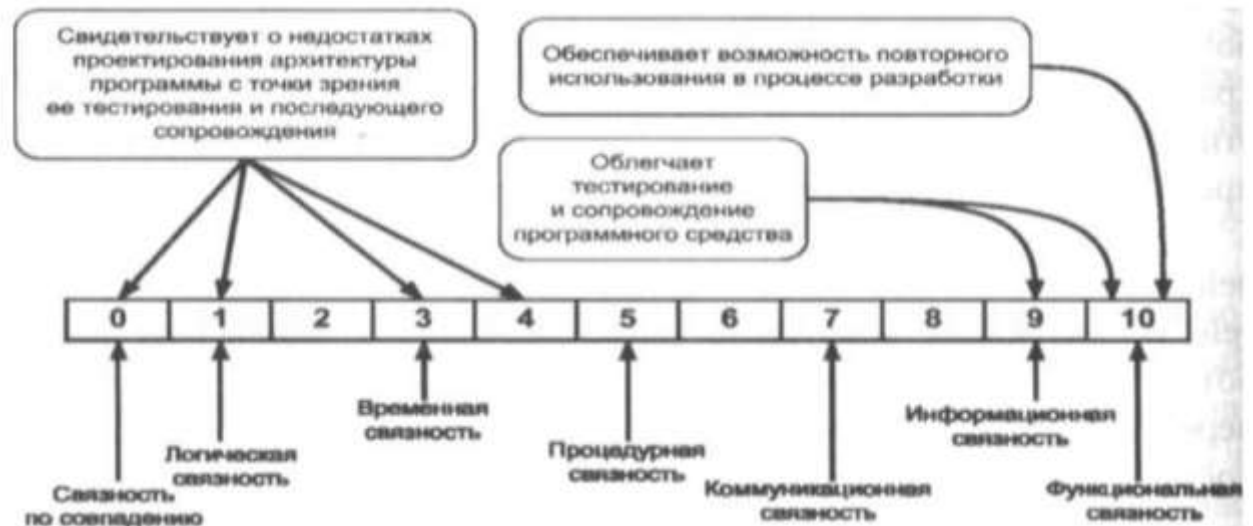 Свидетельствует о недостатках
проектирования архитектуры
программы с точки зрения
ее тестирования и последующего
сопровождения
Обеспечивает возможность повторного
использования в процессе разработки
Облегчает
тестирование
и сопровождение
программного средства
0 1 2 3 4 5 6 7 8 9 10
Связность
по совпадению
Логическая
связность
Временная
связность
Процедурная
связность
Коммуникационная
связность
Информационная
связность
Функциональная
связность